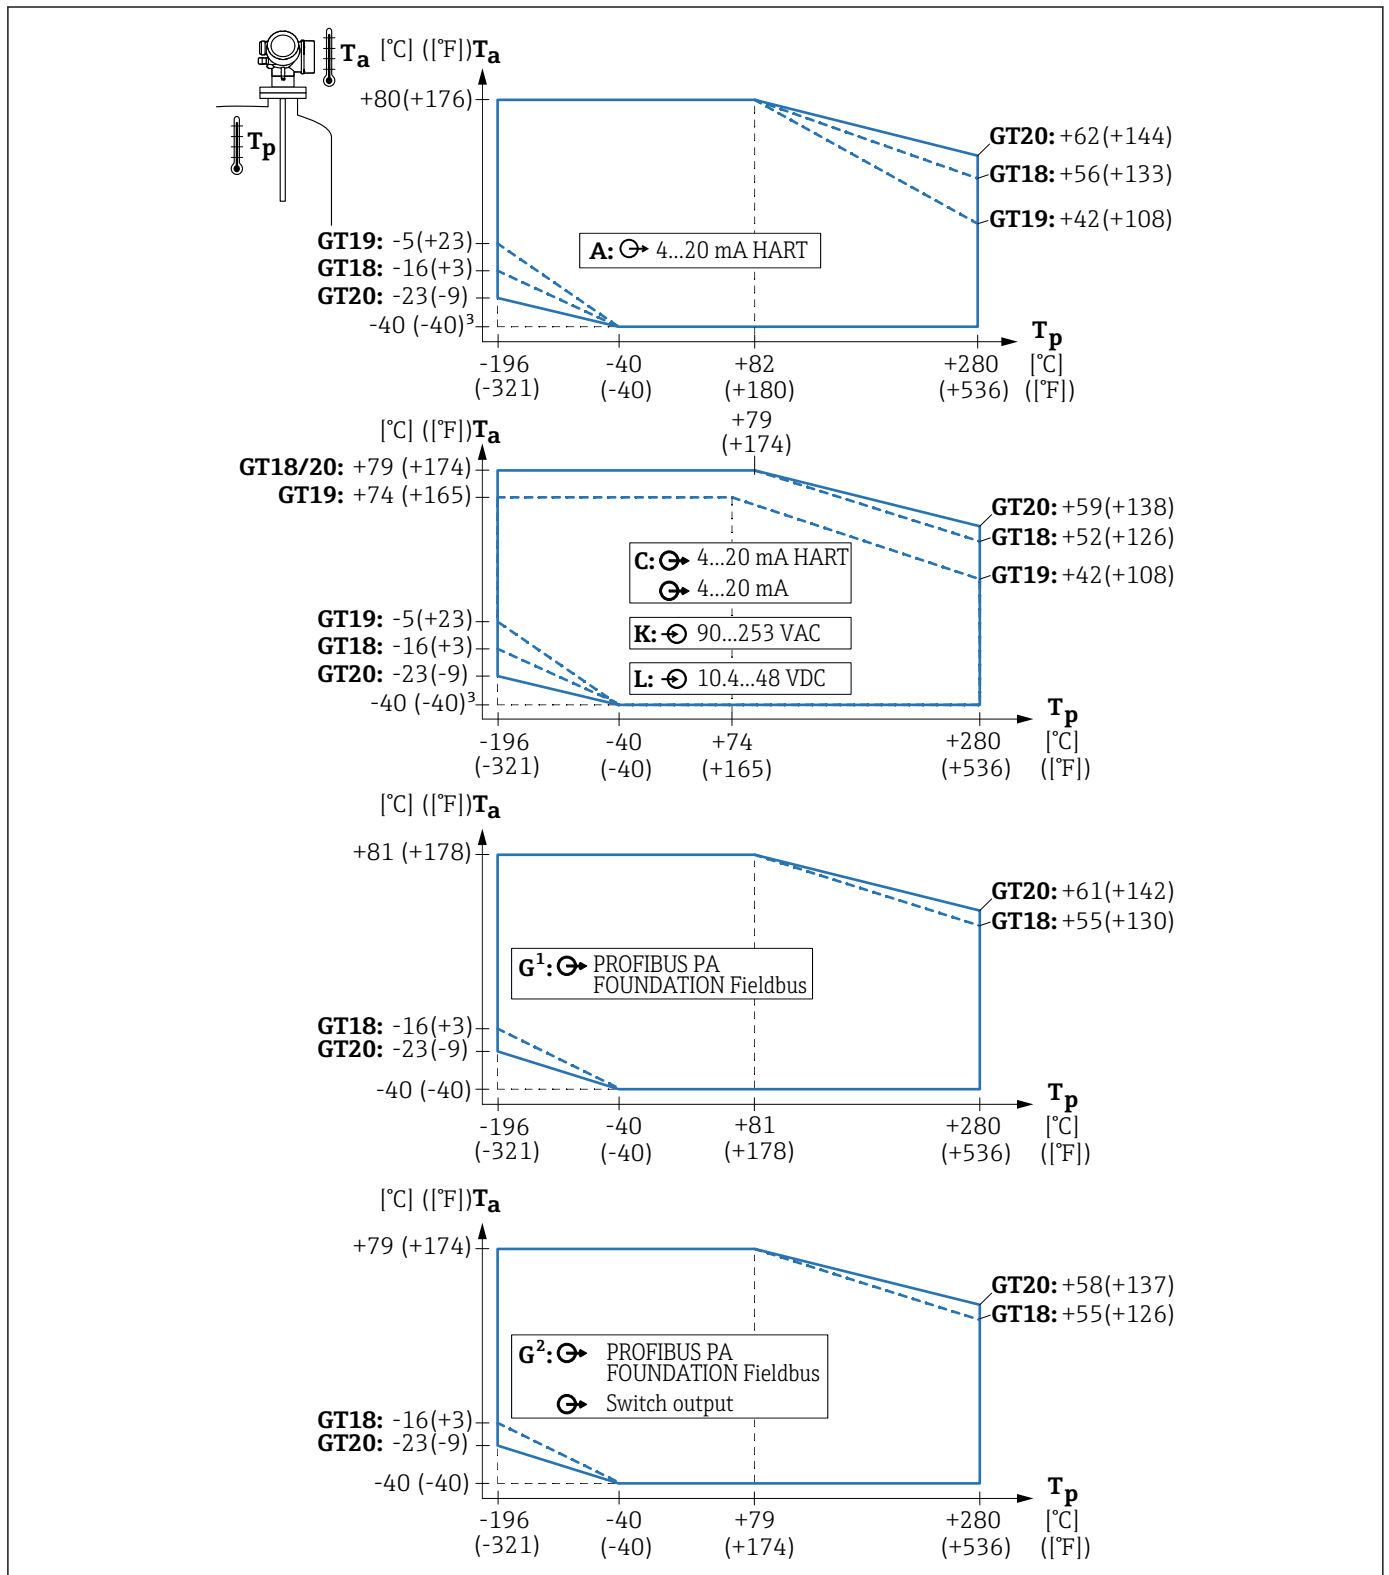 Ta [°C] ([°F])Ta
Tp
+80(+176)
GT20: +62(+144)
GT18: +56(+133)
GT19: +42(+108)
GT19: -5(+23)
GT18: -16(+3)
GT20: -23(-9)
-40 (-40)³
A: 4...20 mA HART
Tp
-196 -40 +82 +280 [°C]
(-321) (-40) (+180) (+536) ([°F])
[°C] ([°F])Ta
+79
(+174)
GT18/20: +79 (+174)
GT19: +74 (+165)
GT20: +59(+138)
GT18: +52(+126)
GT19: +42(+108)
C: 4...20 mA HART
4...20 mA
K: 90...253 VAC
L: 10.4...48 VDC
GT19: -5(+23)
GT18: -16(+3)
GT20: -23(-9)
-40 (-40)³
Tp
-196 -40 +74 +280 [°C]
(-321) (-40) (+165) (+536) ([°F])
[°C] ([°F])Ta
+81 (+178)
GT20: +61(+142)
GT18: +55(+130)
G¹: PROFIBUS PA
FOUNDATION Fieldbus
GT18: -16(+3)
GT20: -23(-9)
-40 (-40)
Tp
-196 -40 +81 +280 [°C]
(-321) (-40) (+178) (+536) ([°F])
[°C] ([°F])Ta
+79 (+174)
GT20: +58(+137)
GT18: +55(+126)
G²: PROFIBUS PA
FOUNDATION Fieldbus
Switch output
GT18: -16(+3)
GT20: -23(-9)
-40 (-40)
Tp
-196 -40 +79 +280 [°C]
(-321) (-40) (+174) (+536) ([°F])